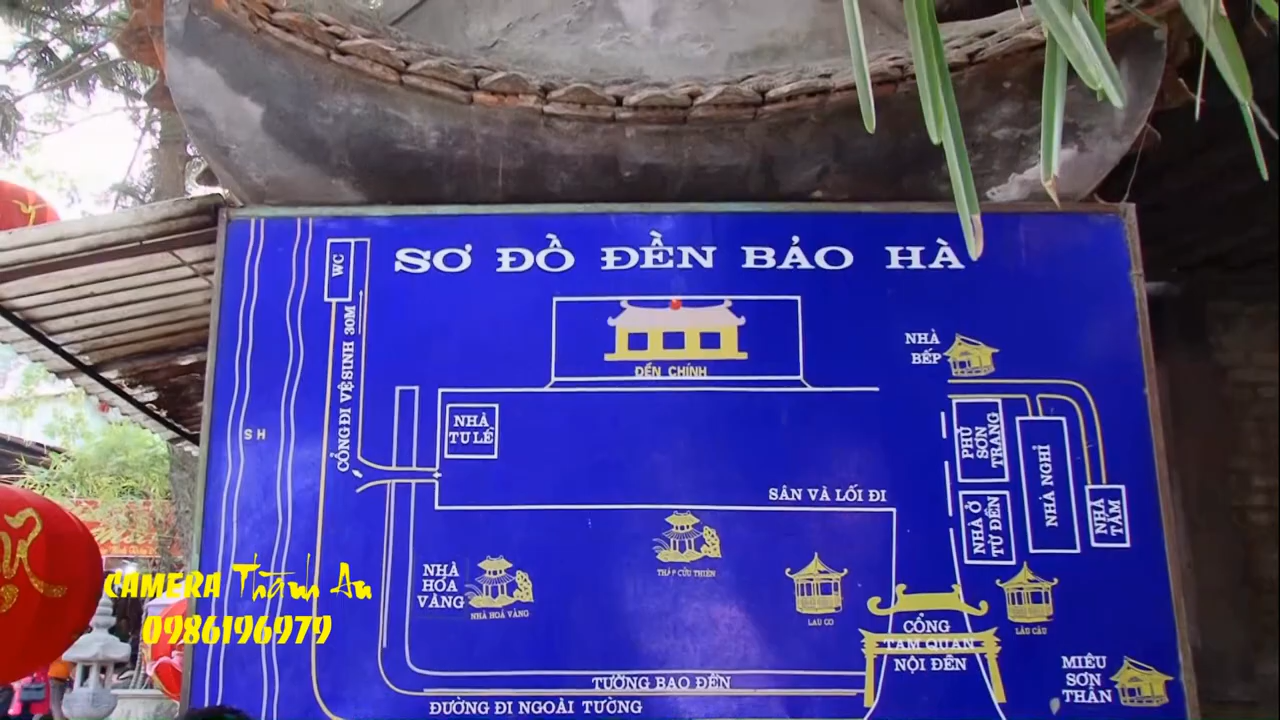 SƠ ĐỒ ĐỀN BẢO HÀ
WC
CỔNG ĐI VỆ SINH 30M
S H
ĐỀN CHÍNH
NHÀ
BẾP
NHÀ
TU LỄ
PHỦ
SƠN
TRANG
NHÀ NGHỈ
NHÀ
TẮM
NHÀ Ở
TỪ ĐỀN
SÂN VÀ LỐI ĐI
THÁP CỬU THIÊN
NHÀ
HÓA
VÀNG
NHÀ HOÁ VÀNG
LẦU CÔ
LẦU CẬU
CỔNG
TAM QUAN
NỘI ĐỀN
MIẾU
SƠN
THẦN
TƯỜNG BAO ĐỀN
ĐƯỜNG ĐI NGOÀI TƯỜNG
CAMERA Thành An
0986196979